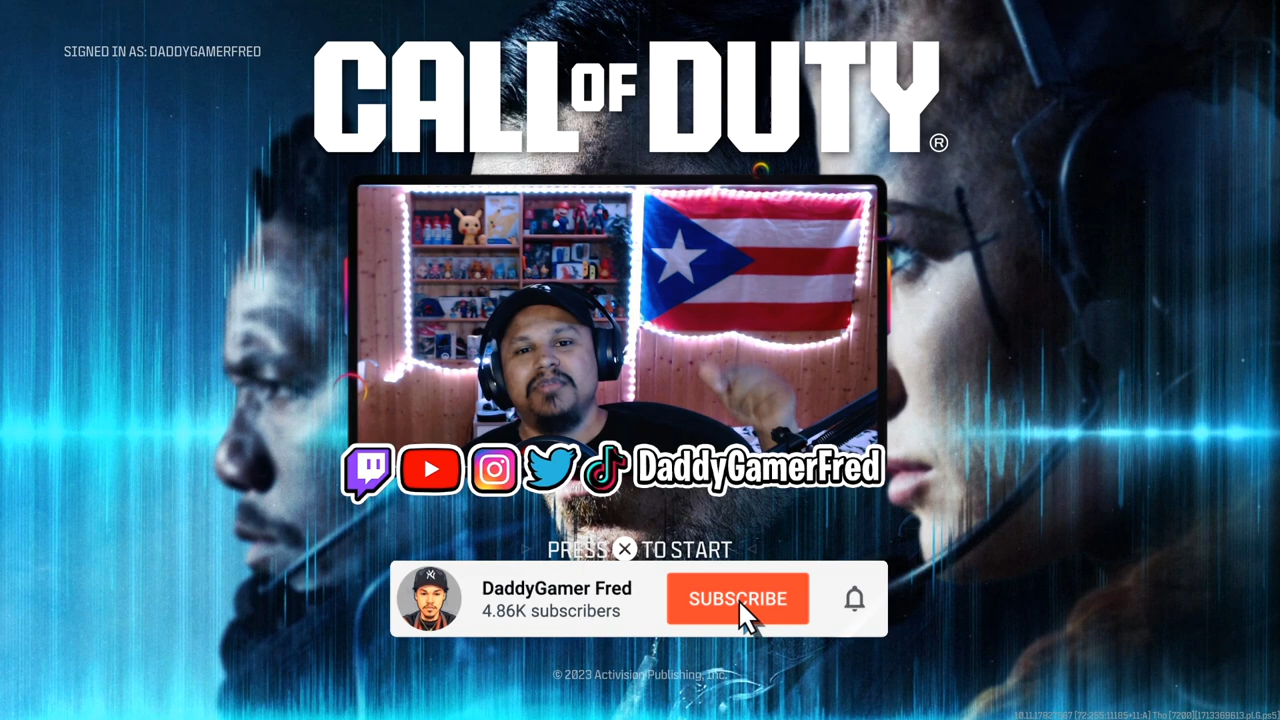 SIGNED IN AS: DADDYGAMERFRED
CALL OF DUTY®
DaddyGamerFred
PRESS ✕ TO START
DaddyGamer Fred
4.86K subscribers
SUBSCRIBE
© 2023 Activision Publishing, Inc.